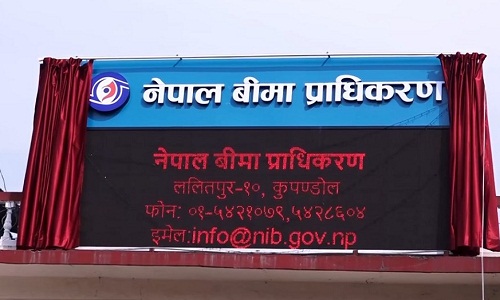 नेपाल बीमा प्राधिकरण
नेपाल बीमा प्राधिकरण
ललितपुर-१०, कुपण्डोल
फोन: ०१-५४२१०७९,५४२८६०४
इमेल:info@nib.gov.np